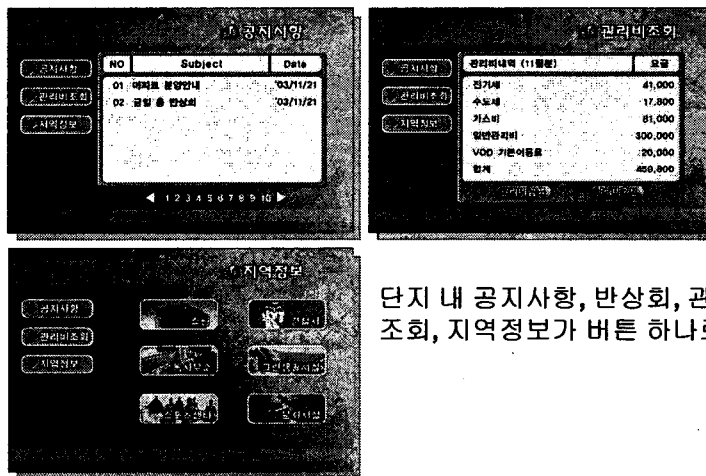 공지사항
공지사항
관리비조회
지역정보
NO Subject Date
01 아파트 분양안내 '03/11/21
02 금일 총 반상회 '03/11/21
◀ 1 2 3 4 5 6 7 8 9 10 ▶
관리비조회
공지사항
관리비조회
지역정보
관리비내역 (11월분) 요금
전기세 41,000
수도세 17,800
가스비 81,000
일반관리비 300,000
VOD 기본이용료 20,000
합계 459,800
지역정보
공지사항
관리비조회
지역정보
스포츠센타
단지 내 공지사항, 반상회, 관
조회, 지역정보가 버튼 하나로